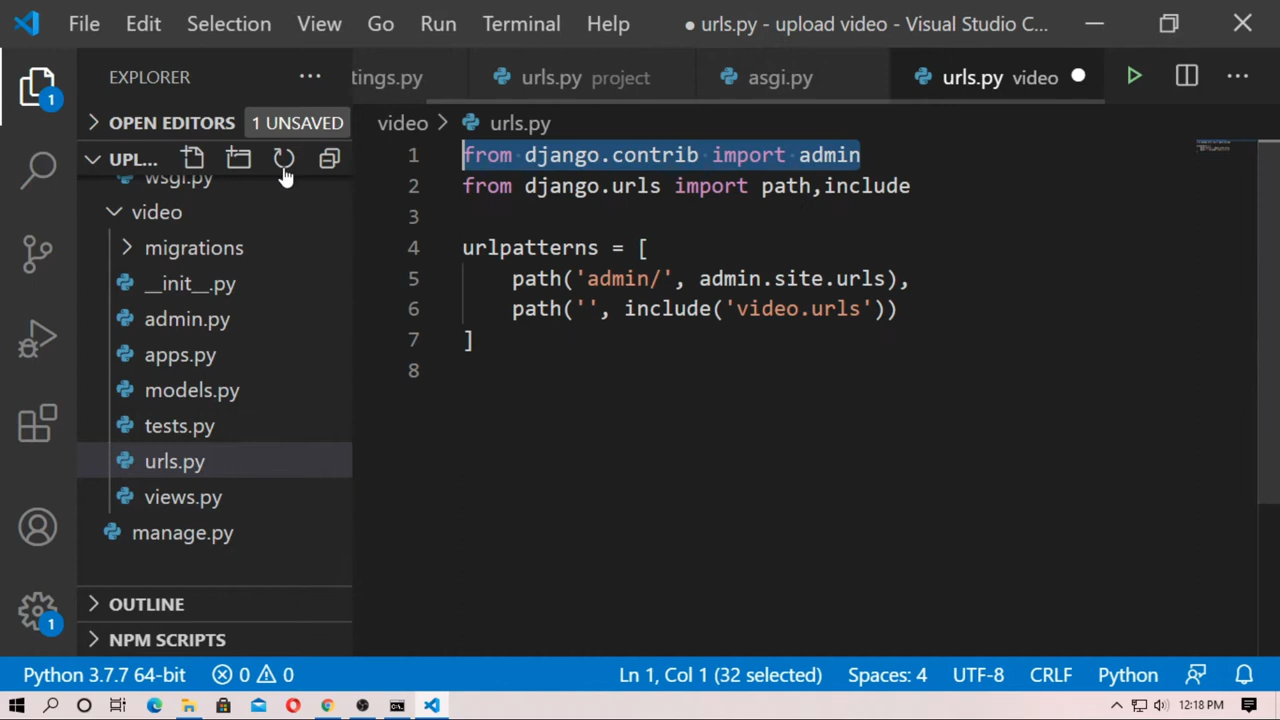 File Edit Selection View Go Run Terminal Help ● urls.py - upload video - Visual Studio C...
EXPLORER ...
tings.py urls.py project asgi.py urls.py video ...
OPEN EDITORS 1 UNSAVED
video > urls.py
UPL...
wsgi.py
video
migrations
__init__.py
admin.py
apps.py
models.py
tests.py
urls.py
views.py
manage.py
OUTLINE
NPM SCRIPTS
1
1
1 from django.contrib import admin
2 from django.urls import path,include
3
4 urlpatterns = [
5 path('admin/', admin.site.urls),
6 path('', include('video.urls'))
7 ]
8
Python 3.7.7 64-bit 0 0 Ln 1, Col 1 (32 selected) Spaces: 4 UTF-8 CRLF Python
12:18 PM